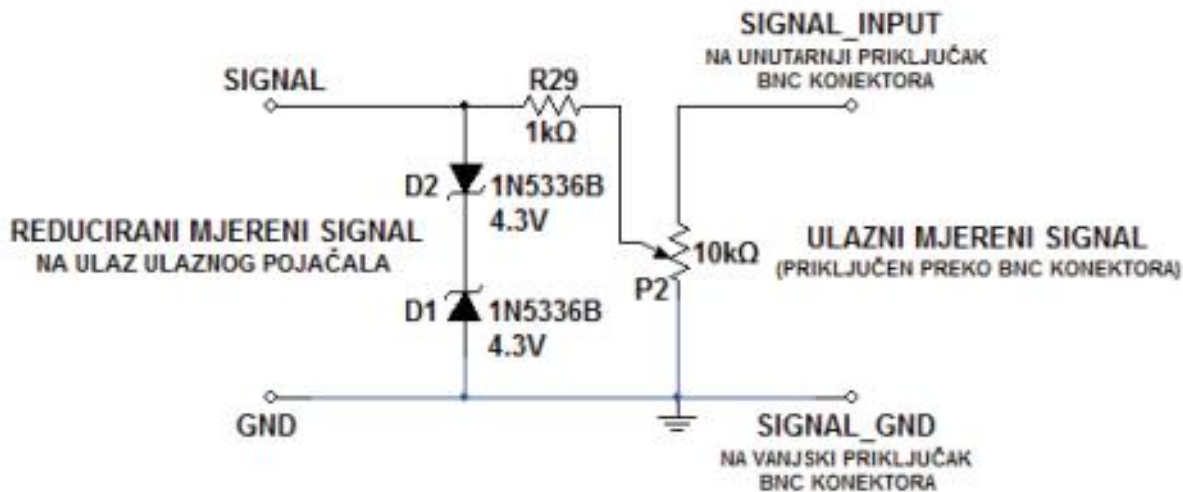 SIGNAL_INPUT
NA UNUTARNJI PRIKLJUČAK
BNC KONEKTORA
SIGNAL
R29
1kΩ
D2
1N5336B
4.3V
REDUCIRANI MJERENI SIGNAL
NA ULAZ ULAZNOG POJAČALA
10kΩ
P2
ULAZNI MJERENI SIGNAL
(PRIKLJUČEN PREKO BNC KONEKTORA)
D1
1N5336B
4.3V
GND
SIGNAL_GND
NA VANJSKI PRIKLJUČAK
BNC KONEKTORA